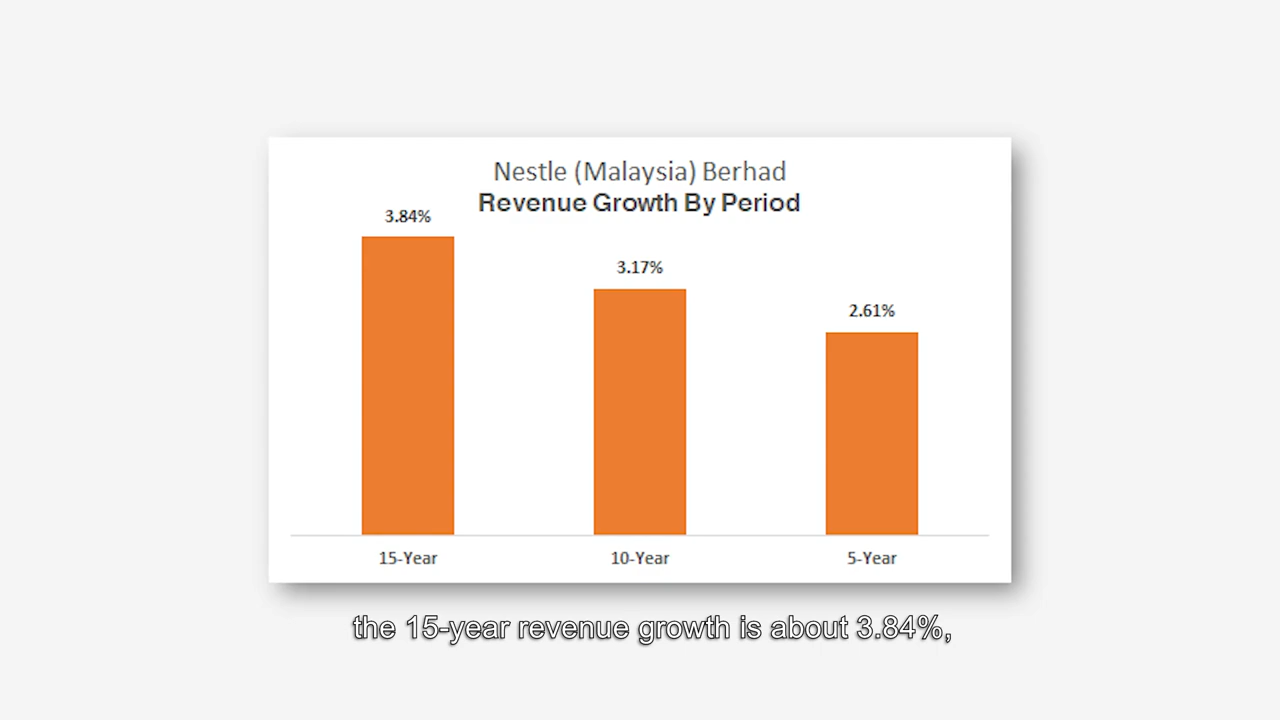 Nestle (Malaysia) Berhad
Revenue Growth By Period
3.84%
3.17%
2.61%
15-Year
10-Year
5-Year
the 15-year revenue growth is about 3.84%,